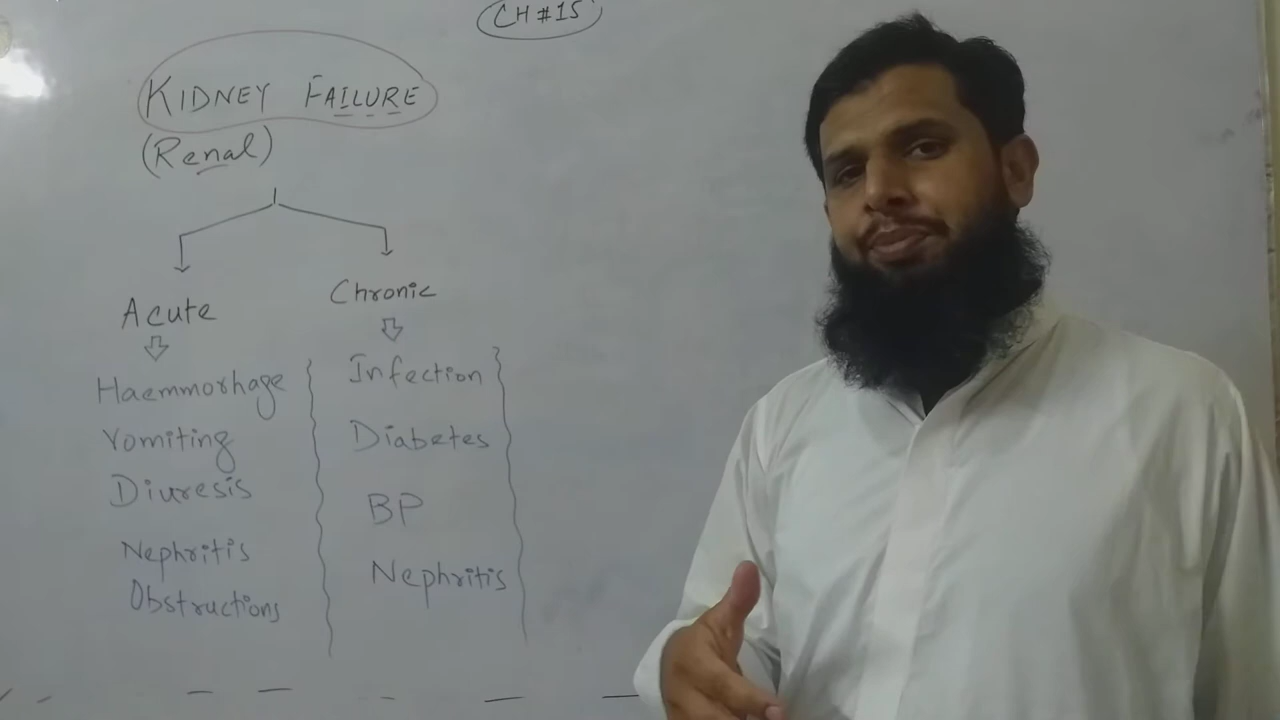 CH # 15
KIDNEY FAILURE
(Renal)
Acute
Haemmorhage
Vomiting
Diuresis
Nephritis
Obstructions
Chronic
Infection
Diabetes
BP
Nephritis